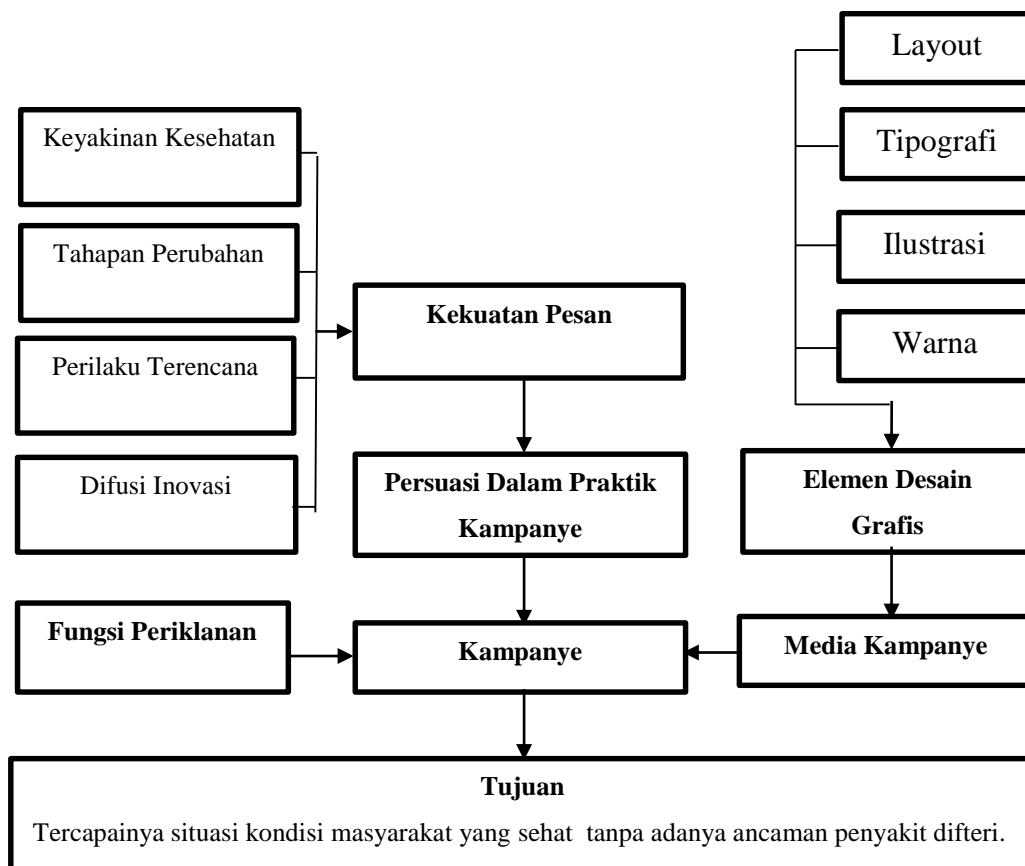 Layout
Keyakinan Kesehatan
Tipografi
Tahapan Perubahan
Ilustrasi
Kekuatan Pesan
Warna
Perilaku Terencana
Difusi Inovasi
Persuasi Dalam Praktik
Kampanye
Elemen Desain
Grafis
Fungsi Periklanan
Kampanye
Media Kampanye
Tujuan
Tercapainya situasi kondisi masyarakat yang sehat  tanpa adanya ancaman penyakit difteri.